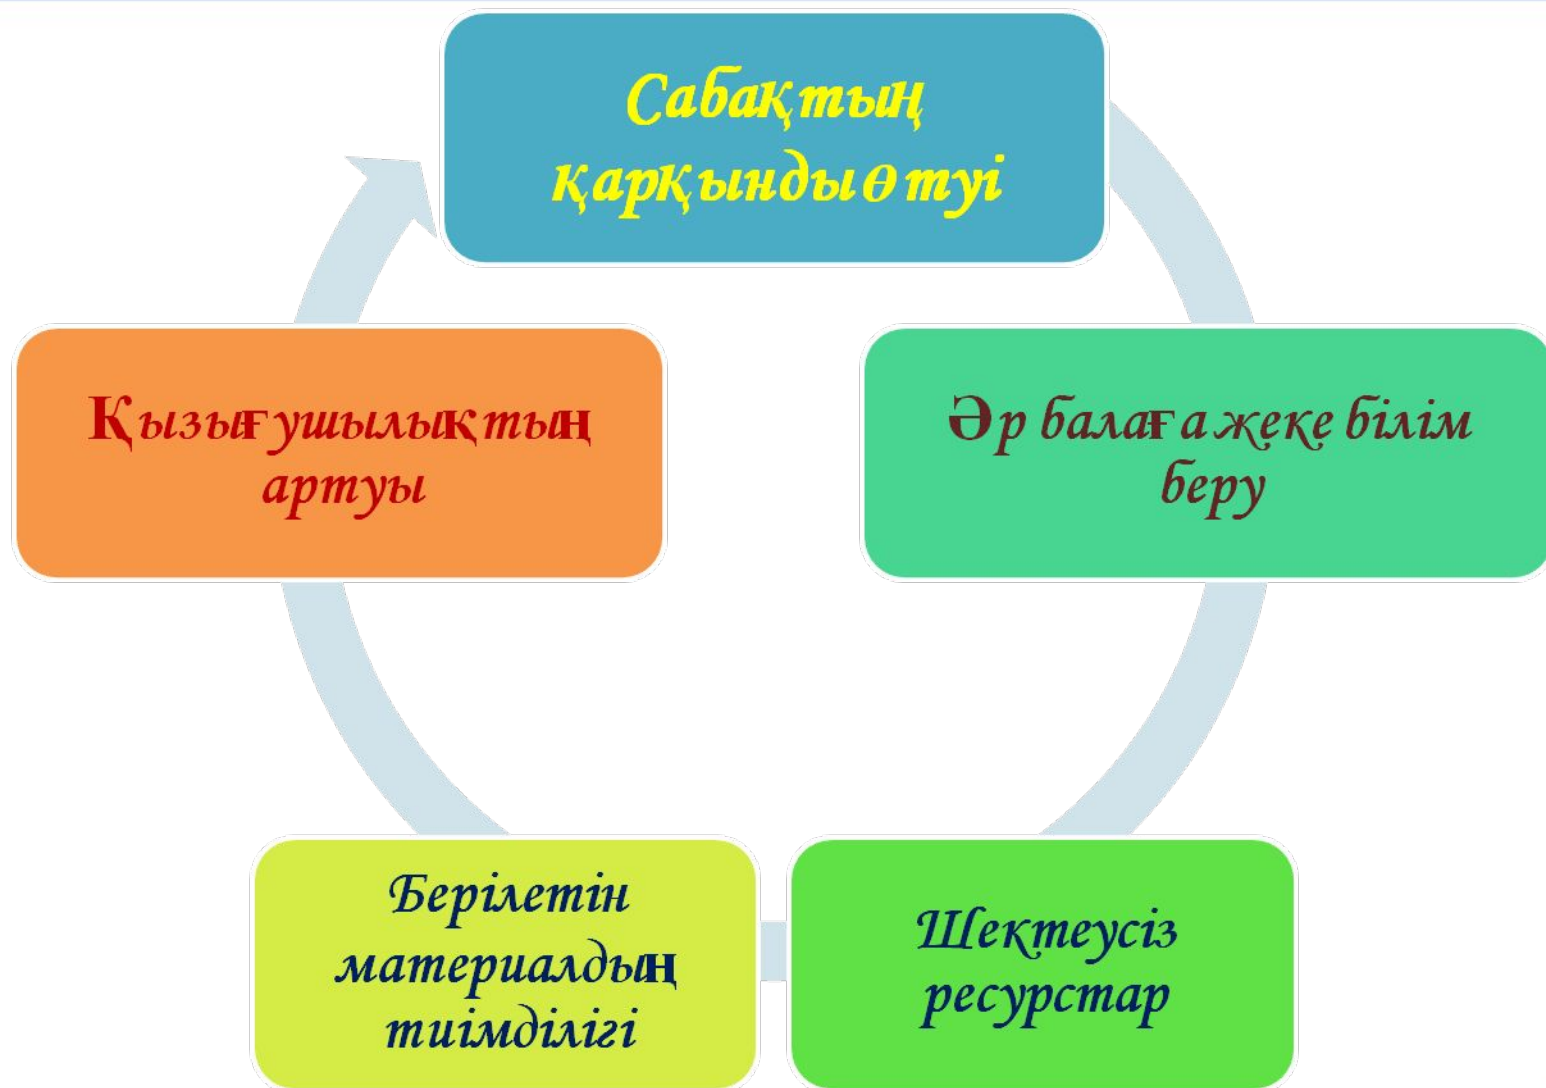 Сабақтың
қарқынды өтуі
Әр балаға жеке білім
беру
Шектеусіз
ресурстар
Берілетін
материалдың
тиімділігі
Қызығушылықтың
артуы